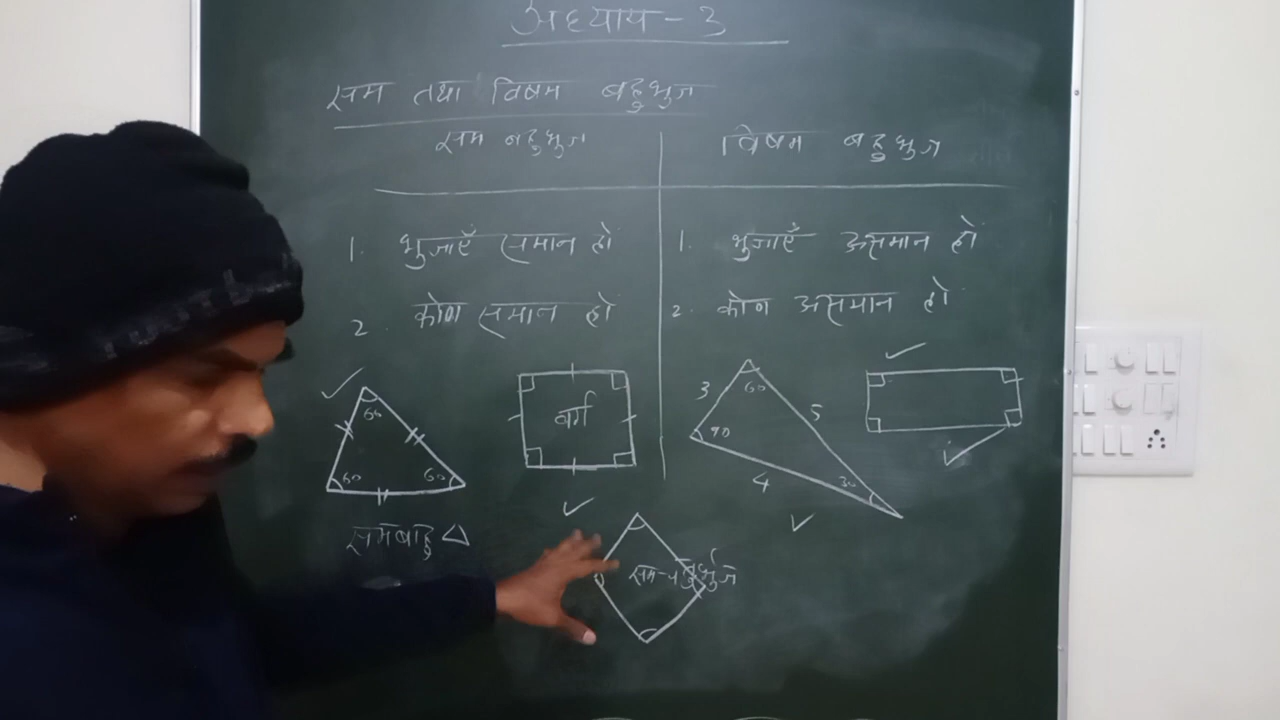 अध्याय-3
सम तथा विषम बहुभुज
सम बहुभुज
विषम बहुभुज
1. भुजाएँ समान हों
2. कोण समान हो
1. भुजाएँ असमान हों
2. कोण असमान हो
60
60 60
समबाहु △
वर्ग
3 60 5
90
4 30
सम-चतुर्भुज